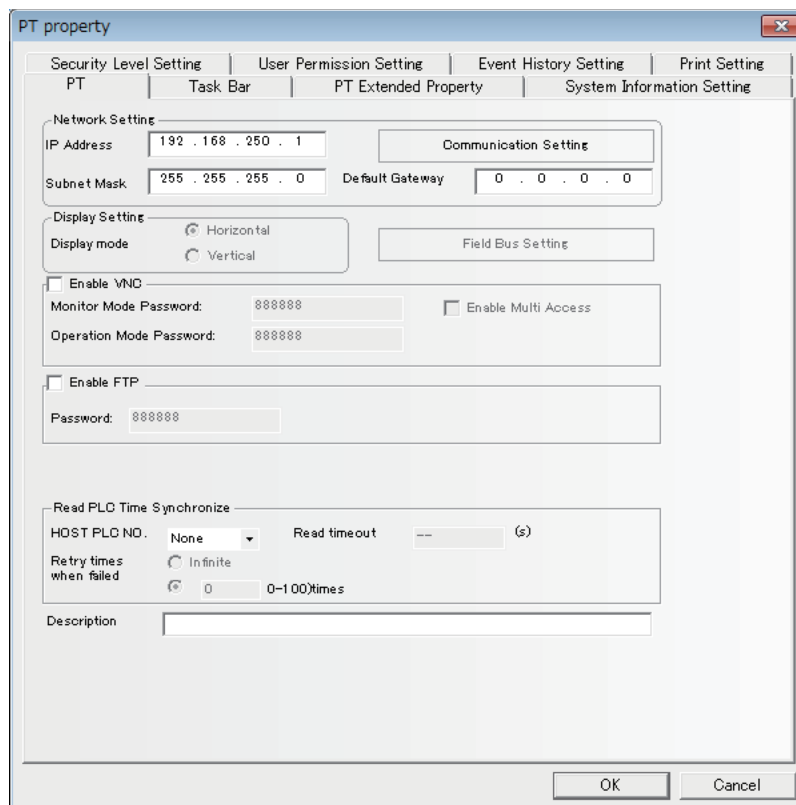 PT property
Security Level Setting User Permission Setting Event History Setting Print Setting
PT Task Bar PT Extended Property System Information Setting
Network Setting
IP Address 192 . 168 . 250 . 1 Communication Setting
Subnet Mask 255 . 255 . 255 . 0 Default Gateway 0 . 0 . 0 . 0
Display Setting
Display mode Horizontal
Vertical
Field Bus Setting
Enable VNC
Monitor Mode Password: 888888 Enable Multi Access
Operation Mode Password: 888888
Enable FTP
Password: 888888
Read PLC Time Synchronize
HOST PLC NO. None Read timeout -- (s)
Retry times when failed
Infinite
0 0-100)times
Description
OK Cancel